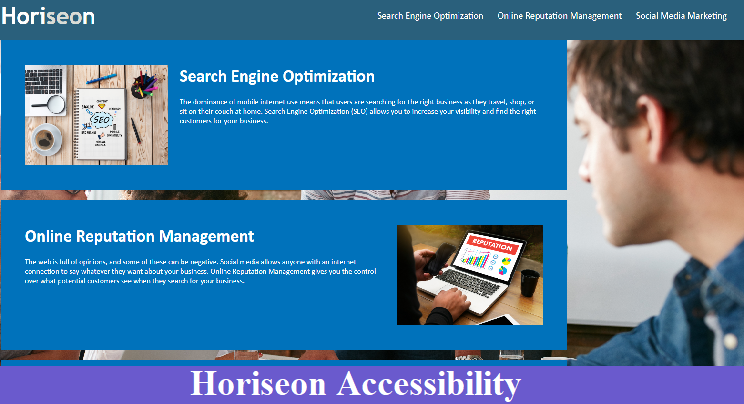 Horiseon
Search Engine Optimization Online Reputation Management Social Media Marketing
Search Engine Optimization
The dominance of mobile internet use means that users are searching for the right business as they travel, shop, or
sit on their couch at home. Search Engine Optimization (SEO) allows you to increase your visibility and find the right
customers for your business.
SEO
Online Reputation Management
The web is full of opinions, and some of these can be negative. Social media allows anyone with an internet
connection to say whatever they want about your business. Online Reputation Management gives you the control
over what potential customers see when they search for your business.
REPUTATION
Horiseon Accessibility